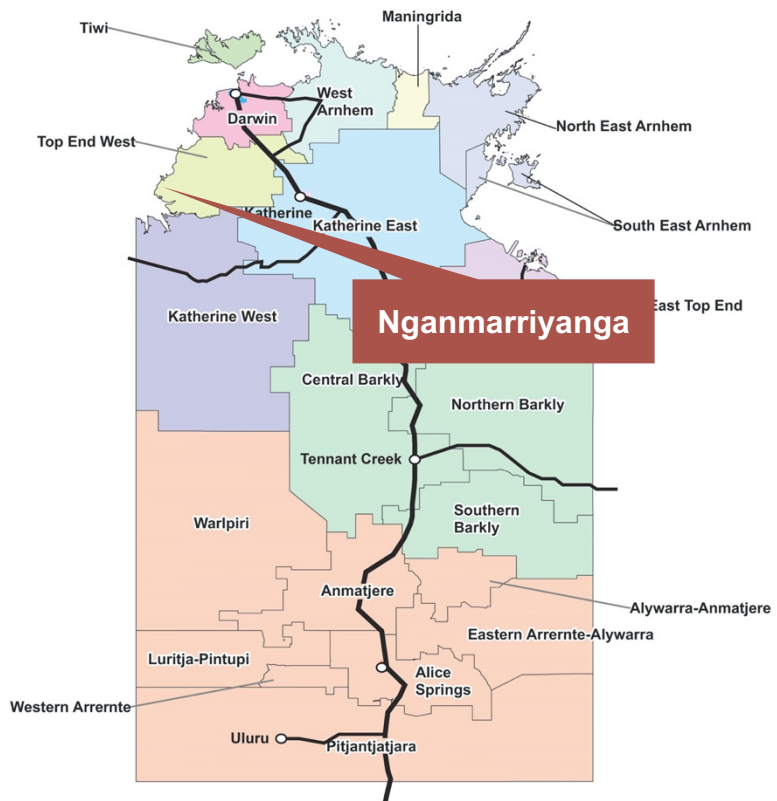 Tiwi
Maningrida
West
Arnhem
Darwin
North East Arnhem
Top End West
South East Arnhem
Katherine
Katherine East
East Top End
Nganmarriyanga
Katherine West
Central Barkly
Northern Barkly
Tennant Creek
Southern
Barkly
Warlpiri
Anmatjere
Alywarra-Anmatjere
Eastern Arrernte-Alywarra
Luritja-Pintupi
Alice
Springs
Western Arrernte
Uluru
Pitjantjatjara